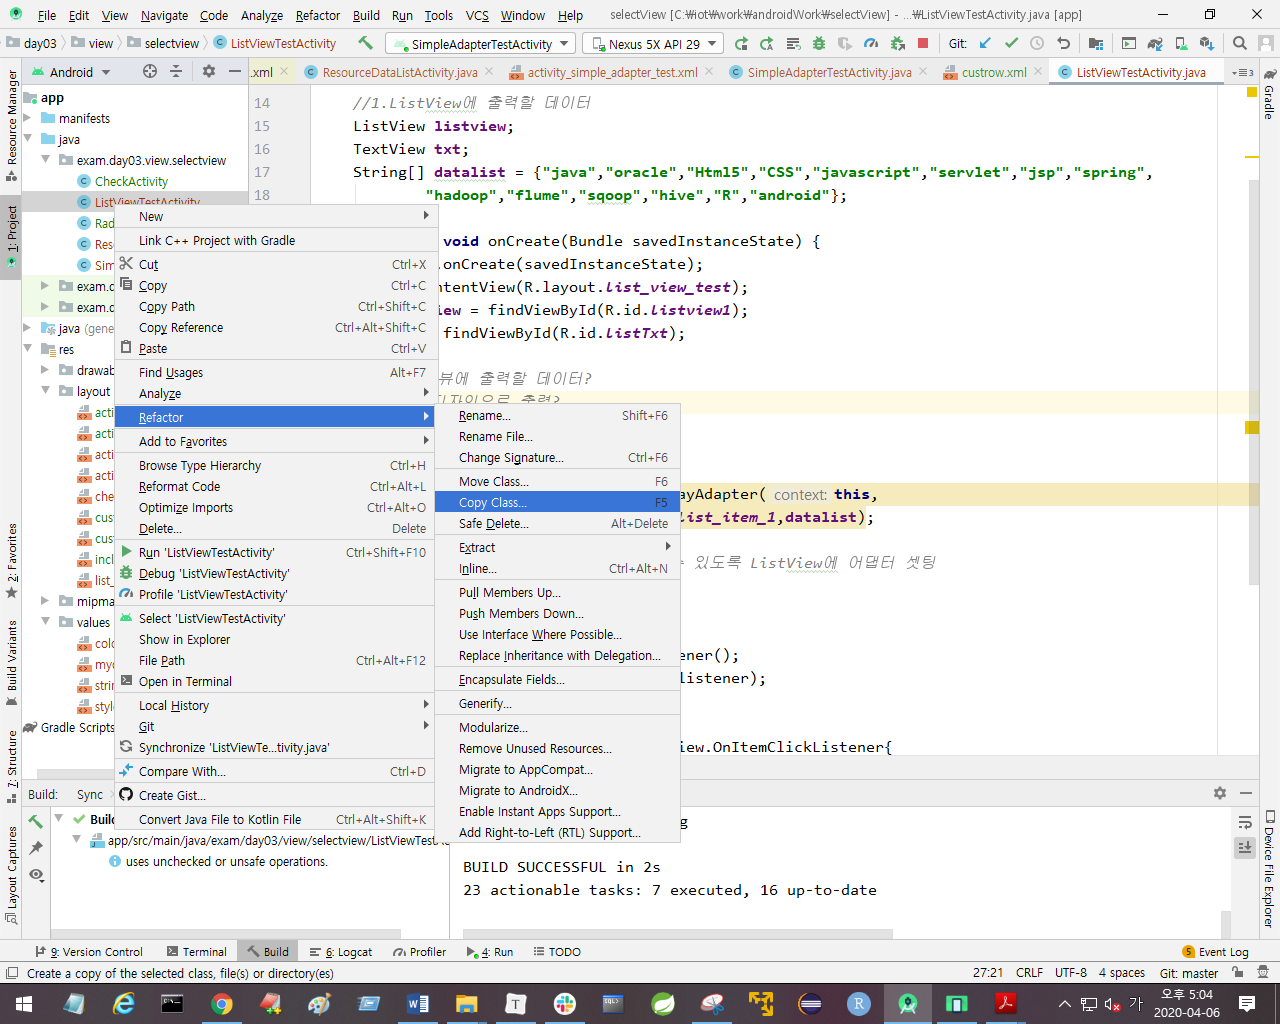 File Edit View Navigate Code Analyze Refactor Build Run Tools VCS Window Help selectView [C:₩iot₩work₩androidWork₩selectView] - ...₩ListViewTestActivity.java [app]
day03 view selectview ListViewTestActivity SimpleAdapterTestActivity Nexus 5X API 29 Git:
Android .xml ResourceDataListActivity.java activity_simple_adapter_test.xml SimpleAdapterTestActivity.java custrow.xml ListViewTestActivity.java 3
Resource Manager
1: Project
2: Favorites
Build Variants
7: Structure
Layout Captures
Gradle
Device File Explorer
app
manifests
java
exam.day03.view.selectview
CheckActivity
ListViewTestActivity
Rad
Res
Sim
exam.d
exam.d
java (gene
res
drawab
layout
acti
acti
acti
acti
che
cust
cust
incl
list_
mipma
values
colo
myc
strin
style
Gradle Scripts
14 //1.ListView에 출력할 데이터
15 ListView listview;
16 TextView txt;
17 String[] datalist = {"java","oracle","Html5","CSS","javascript","servlet","jsp","spring",
18 "hadoop","flume","sqoop","hive","R","android"};
void onCreate(Bundle savedInstanceState) {
.onCreate(savedInstanceState);
ntentView(R.layout.list_view_test);
iew = findViewById(R.id.listview1);
findViewById(R.id.listTxt);
뷰에 출력할 데이터?
ayAdapter( context: this,
list_item_1,datalist);
있도록 ListView에 어댑터 셋팅
ener();
listener);
iew.OnItemClickListener{
New
Link C++ Project with Gradle
Cut Ctrl+X
Copy Ctrl+C
Copy Path Ctrl+Shift+C
Copy Reference Ctrl+Alt+Shift+C
Paste Ctrl+V
Find Usages Alt+F7
Analyze
Refactor
Add to Favorites
Browse Type Hierarchy Ctrl+H
Reformat Code Ctrl+Alt+L
Optimize Imports Ctrl+Alt+O
Delete... Delete
Run 'ListViewTestActivity' Ctrl+Shift+F10
Debug 'ListViewTestActivity'
Profile 'ListViewTestActivity'
Select 'ListViewTestActivity'
Show in Explorer
File Path Ctrl+Alt+F12
Open in Terminal
Local History
Git
Synchronize 'ListViewTe...tivity.java'
Compare With... Ctrl+D
Create Gist...
Convert Java File to Kotlin File Ctrl+Alt+Shift+K
Rename... Shift+F6
Rename File...
Change Signature... Ctrl+F6
Move Class... F6
Copy Class... F5
Safe Delete... Alt+Delete
Extract
Inline... Ctrl+Alt+N
Pull Members Up...
Push Members Down...
Use Interface Where Possible...
Replace Inheritance with Delegation...
Encapsulate Fields...
Generify...
Modularize...
Remove Unused Resources...
Migrate to AppCompat...
Migrate to AndroidX...
Enable Instant Apps Support...
Add Right-to-Left (RTL) Support...
Build: Sync
Buil
app/src/main/java/exam/day03/view/selectview/ListViewTestAc
uses unchecked or unsafe operations.
g
BUILD SUCCESSFUL in 2s
23 actionable tasks: 7 executed, 16 up-to-date
9: Version Control Terminal Build 6: Logcat Profiler 4: Run TODO 5 Event Log
Create a copy of the selected class, file(s) or directory(es) 27:21 CRLF UTF-8 4 spaces Git: master
가 오후 5:04
2020-04-06